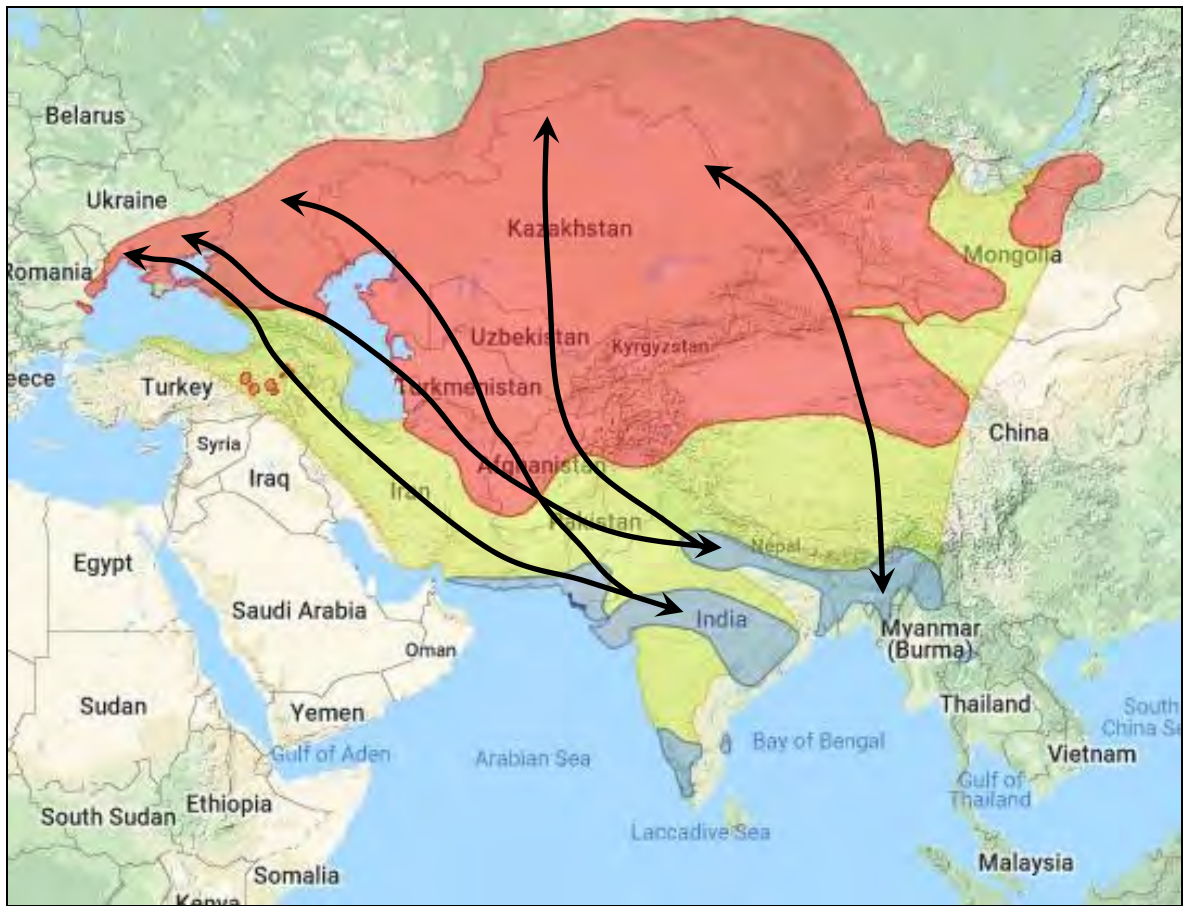 Belarus
Ukraine
Romania
Kazakhstan
Mongolia
Uzbekistan
Kyrgyzstan
eece
Turkey
Turkmenistan
Syria
China
Iraq
Afghanistan
Iran
Pakistan
Egypt
Nepal
Saudi Arabia
India
Myanmar
(Burma)
Oman
Sudan
Yemen
Thailand
South
China Se
Gulf of Aden
Arabian Sea
Bay of Bengal
Vietnam
Gulf of
Thailand
Ethiopia
South Sudan
Laccadive Sea
Malaysia
Somalia
Kenya